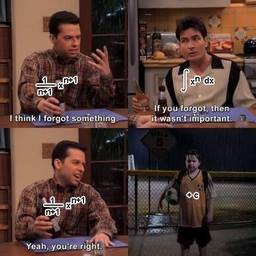 1/(n+1) x^(n+1)
I think I forgot something.
∫ xⁿ dx
If you forgot, then
it wasn't important.
1/(n+1) x^(n+1)
Yeah, you're right.
+ c